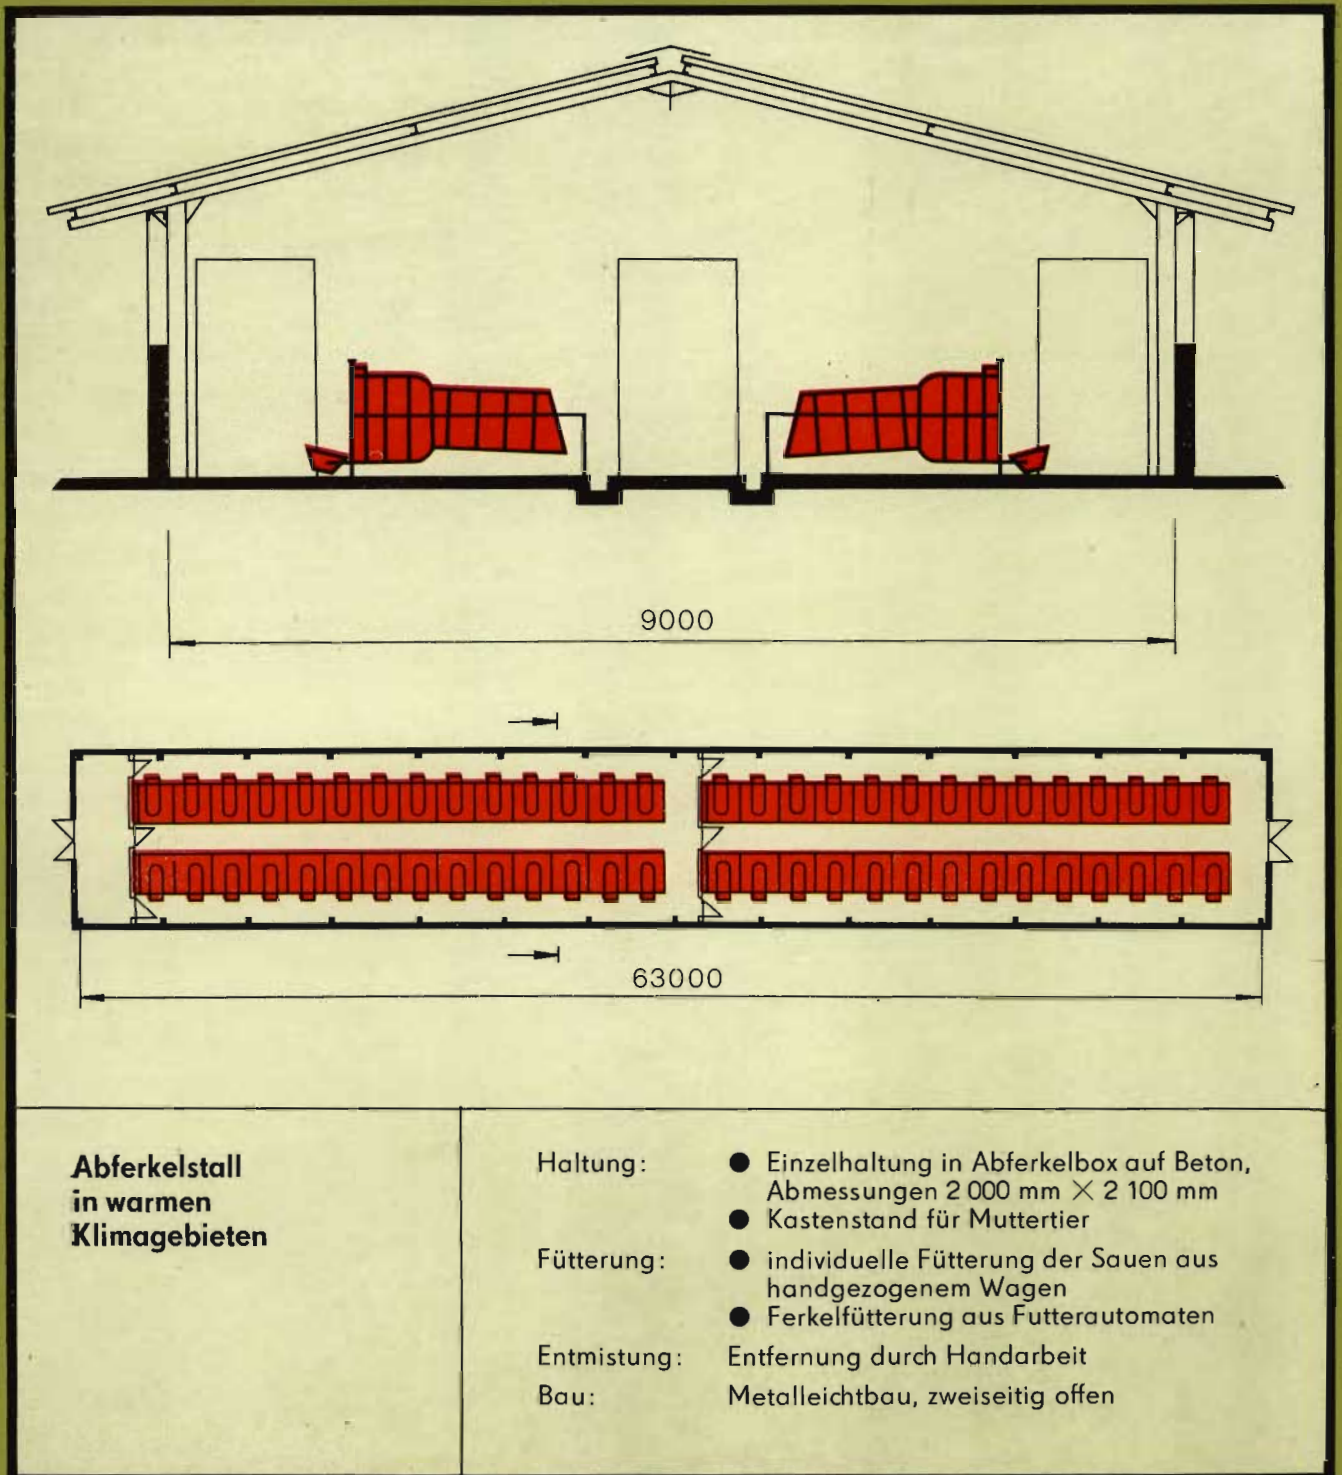 9000
63000
Abferkelstall
in warmen
Klimagebieten
Haltung: ● Einzelhaltung in Abferkelbox auf Beton,
Abmessungen 2 000 mm × 2 100 mm
● Kastenstand für Muttertier
Fütterung: ● individuelle Fütterung der Sauen aus
handgezogenem Wagen
● Ferkelfütterung aus Futterautomaten
Entmistung: Entfernung durch Handarbeit
Bau: Metalleichtbau, zweiseitig offen